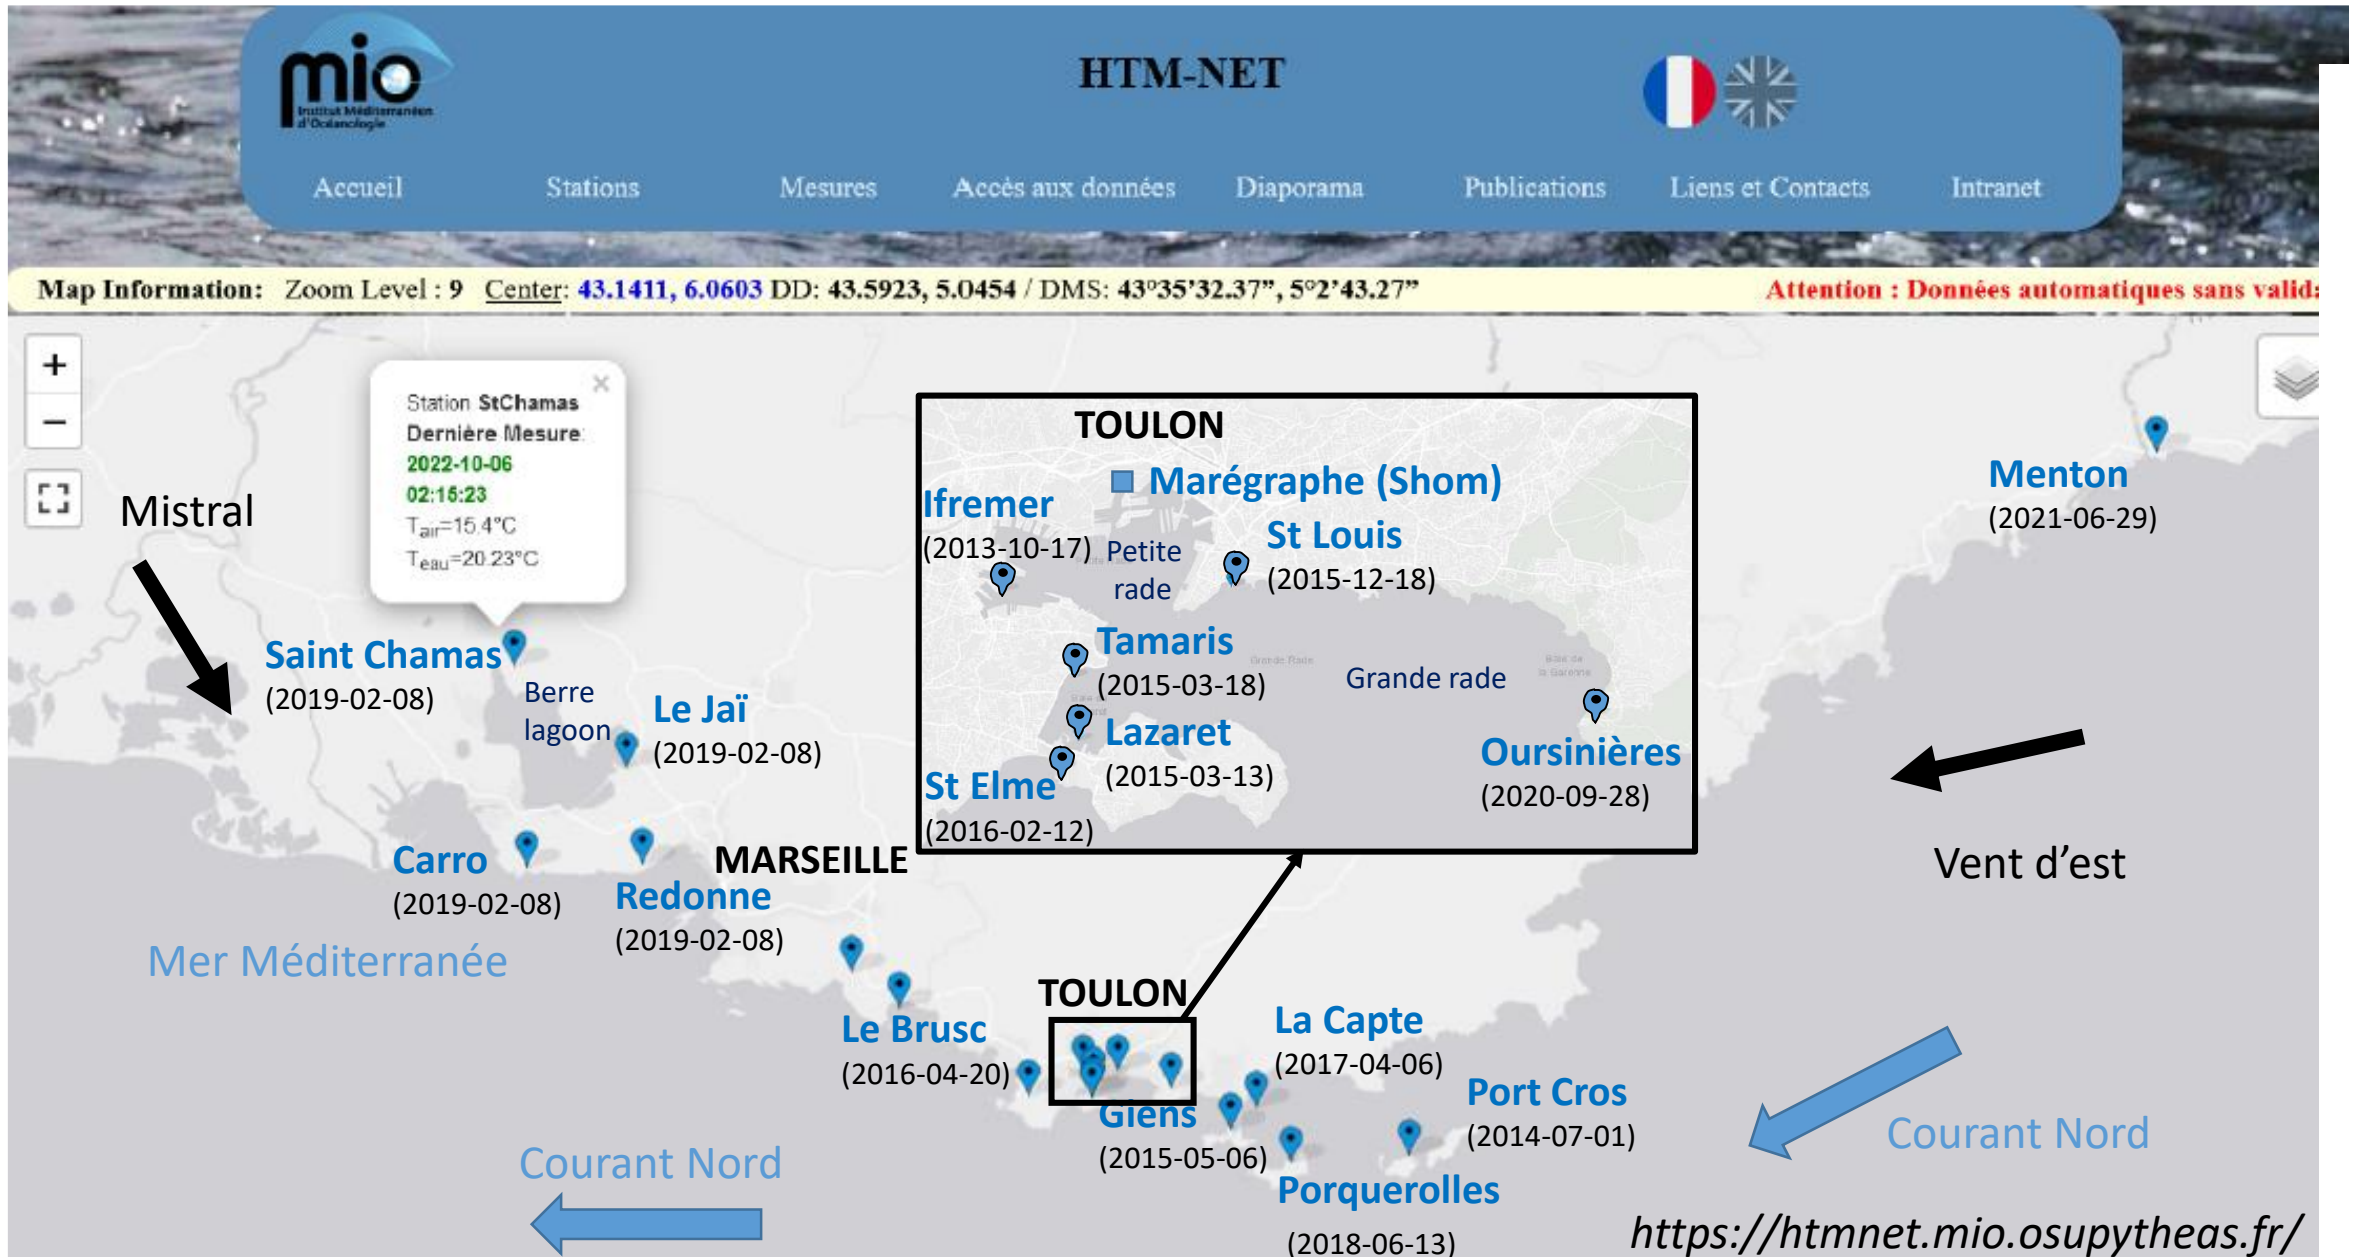 mio
Institut Méditerranéen
d'Océanologie
HTM-NET
Accueil Stations Mesures Accès aux données Diaporama Publications Liens et Contacts Intranet
Map Information: Zoom Level : 9 Center: 43.1411, 6.0603 DD: 43.5923, 5.0454 / DMS: 43°35'32.37", 5°2'43.27"
Attention : Données automatiques sans valid
+
−
Station StChamas ×
Dernière Mesure:
2022-10-06
02:15:23
Tair=15.4°C
Teau=20.23°C
Mistral
Saint Chamas
(2019-02-08)
Berre
lagoon
Le Jaï
(2019-02-08)
Carro
(2019-02-08)
Redonne
(2019-02-08)
MARSEILLE
Mer Méditerranée
TOULON
Marégraphe (Shom)
Ifremer
(2013-10-17)
Petite
rade
St Louis
(2015-12-18)
Tamaris
(2015-03-18)
Grande Rade
Grande rade
Baie de
la Garonne
Lazaret
(2015-03-13)
St Elme
(2016-02-12)
Oursinières
(2020-09-28)
Menton
(2021-06-29)
Vent d’est
TOULON
Le Brusc
(2016-04-20)
La Capte
(2017-04-06)
Giens
(2015-05-06)
Port Cros
(2014-07-01)
Porquerolles
(2018-06-13)
Courant Nord
Courant Nord
https://htmnet.mio.osupytheas.fr/